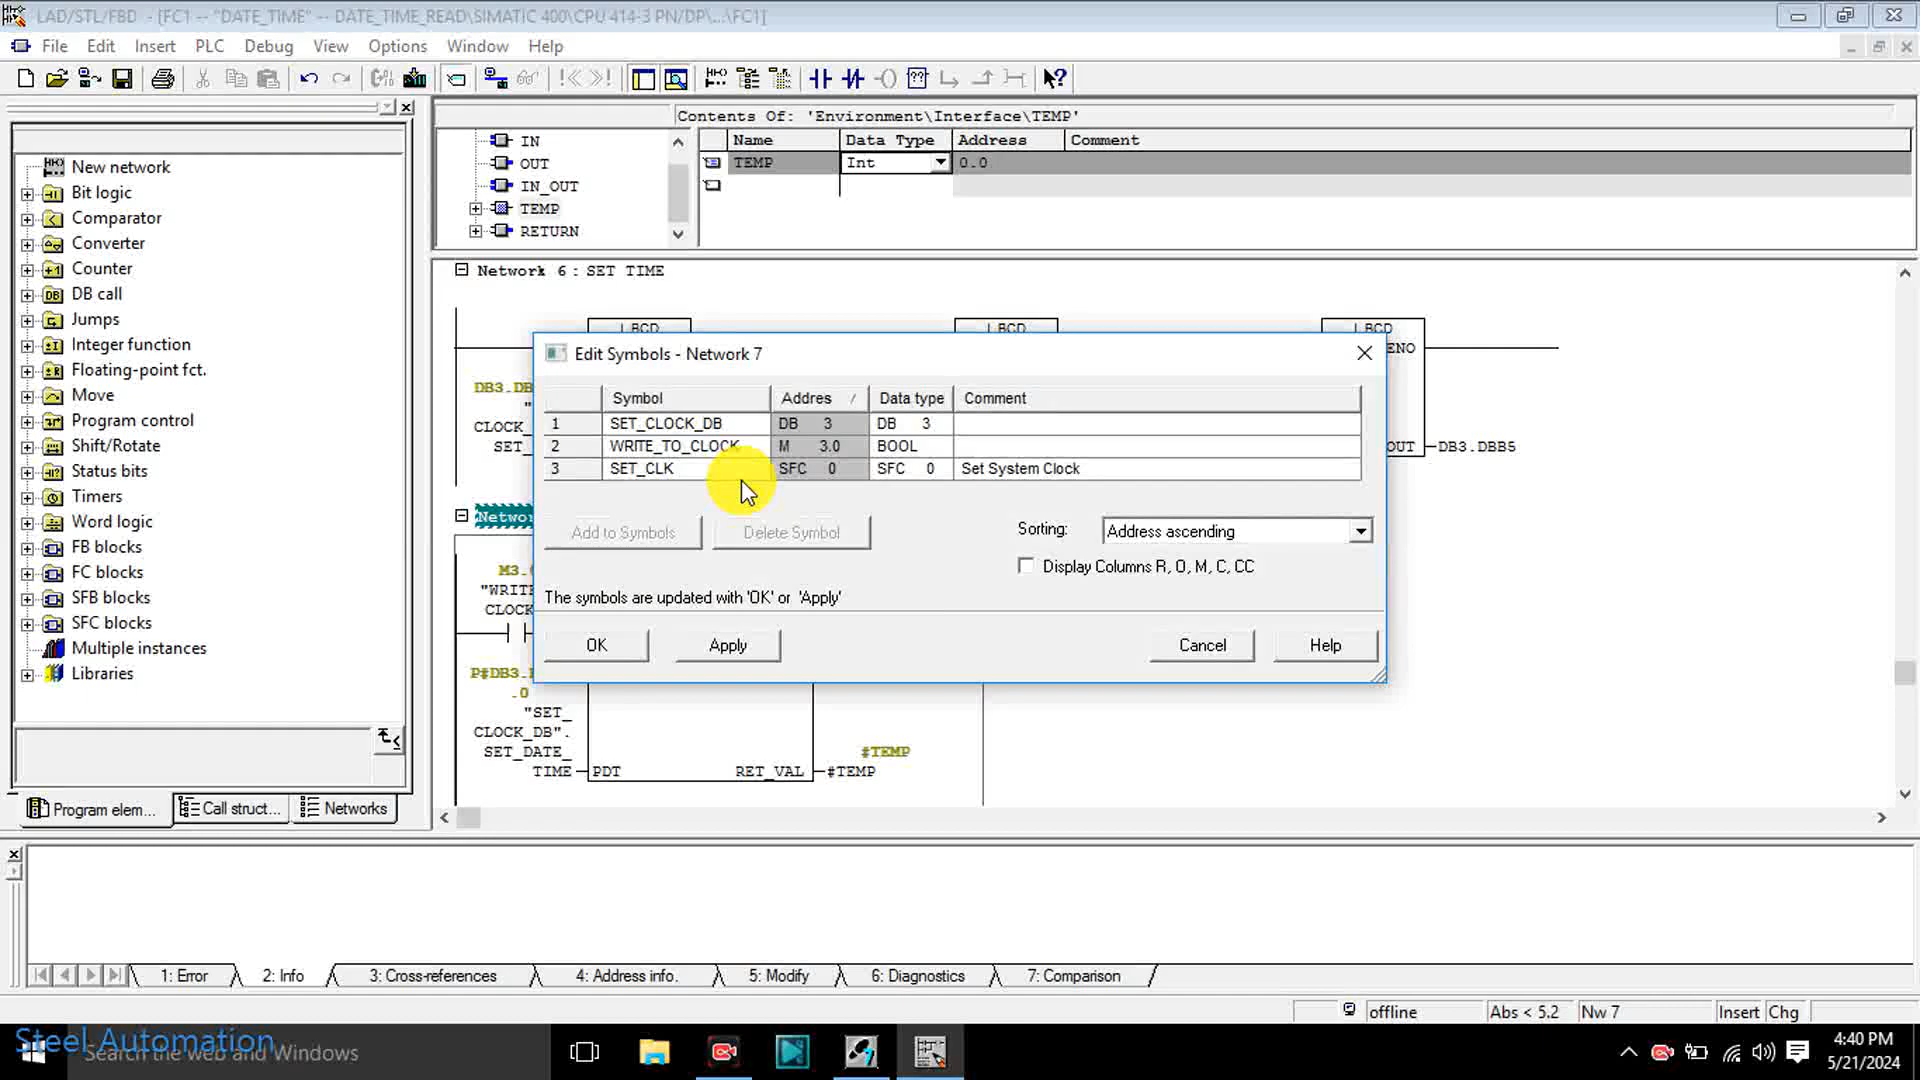 LAD/STL/FBD - [FC1 -- "DATE_TIME" -- DATE_TIME_READ\SIMATIC 400\CPU 414-3 PN/DP\...\FC1]
File Edit Insert PLC Debug View Options Window Help
New network
Bit logic
Comparator
Converter
Counter
DB call
Jumps
Integer function
Floating-point fct.
Move
Program control
Shift/Rotate
Status bits
Timers
Word logic
FB blocks
FC blocks
SFB blocks
SFC blocks
Multiple instances
Libraries
Program elem... Call struct... Networks
Contents Of: 'Environment\Interface\TEMP'
IN
OUT
IN_OUT
TEMP
RETURN
Name Data Type Address Comment
TEMP Int 0.0
Network 6 : SET TIME
ENO
DB3.DB
CLOCK_
SET_
OUT DB3.DBB5
Edit Symbols - Network 7
Symbol Addres / Data type Comment
1 SET_CLOCK_DB DB 3 DB 3
2 WRITE_TO_CLOCK M 3.0 BOOL
3 SET_CLK SFC 0 SFC 0 Set System Clock
Add to Symbols Delete Symbol
Sorting: Address ascending
Display Columns R, O, M, C, CC
The symbols are updated with 'OK' or 'Apply'
OK Apply Cancel Help
Networ
M3.
"WRIT
CLOCK
P#DB3.
.0
"SET_
CLOCK_DB".
SET_DATE_
TIME PDT RET_VAL #TEMP
#TEMP
1: Error 2: Info 3: Cross-references 4: Address info. 5: Modify 6: Diagnostics 7: Comparison
offline Abs < 5.2 Nw 7 Insert Chg
Steel Automation
Search the web and Windows
4:40 PM
5/21/2024